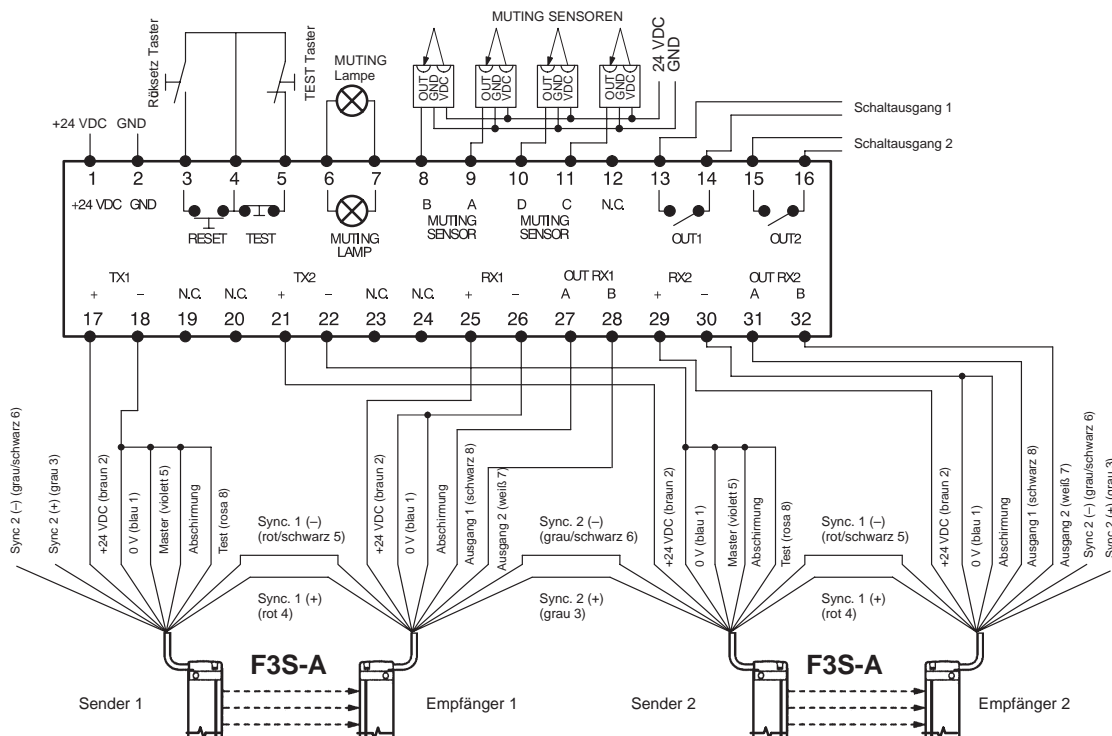 MUTING SENSOREN
Röksetz Taster
TEST Taster
MUTING
Lampe
OUT
GND
VDC
OUT
GND
VDC
OUT
GND
VDC
OUT
GND
VDC
24 VDC
GND
Schaltausgang 1
Schaltausgang 2
+24 VDC GND
1 2 3 4 5 6 7 8 9 10 11 12 13 14 15 16
+24 VDC GND
RESET TEST
MUTING
LAMP
B A
MUTING
SENSOR
D C
MUTING
SENSOR
N.C.
OUT1
OUT2
TX1 TX2 RX1 OUT RX1 RX2 OUT RX2
+ – N.C. N.C. + – N.C. N.C. + – A B + – A B
17 18 19 20 21 22 23 24 25 26 27 28 29 30 31 32
Sync 2 (–) (grau/schwarz 6)
Sync 2 (+) (grau 3)
+24 VDC (braun 2)
0 V (blau 1)
Master (violett 5)
Abschirmung
Test (rosa 8)
Sync. 1 (–)
(rot/schwarz 5)
Sync. 1 (+)
(rot 4)
+24 VDC (braun 2)
0 V (blau 1)
Abschirmung
Ausgang 1 (schwarz 8)
Ausgang 2 (weiß 7)
Sync. 2 (–)
(grau/schwarz 6)
Sync. 2 (+)
(grau 3)
+24 VDC (braun 2)
0 V (blau 1)
Master (violett 5)
Abschirmung
Test (rosa 8)
Sync. 1 (–)
(rot/schwarz 5)
Sync. 1 (+)
(rot 4)
+24 VDC (braun 2)
0 V (blau 1)
Abschirmung
Ausgang 1 (schwarz 8)
Ausgang 2 (weiß 7)
Sync 2 (–) (grau/schwarz 6)
Sync 2 (+) (grau 3)
F3S-A
F3S-A
Sender 1
Empfänger 1
Sender 2
Empfänger 2